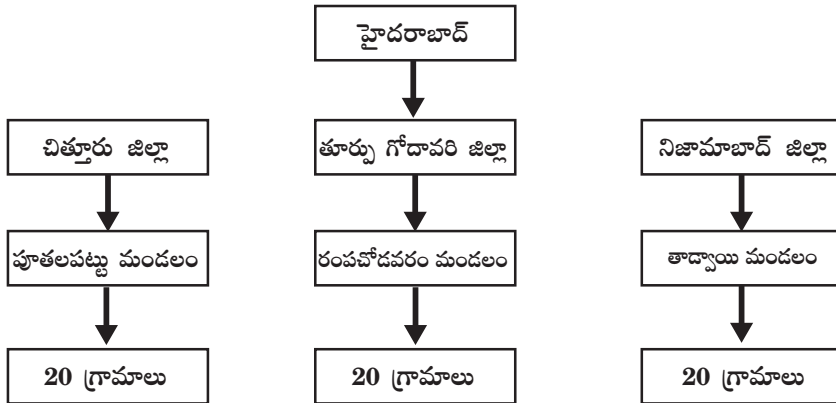 హైదరాబాద్
చిత్తూరు జిల్లా
తూర్పు గోదావరి జిల్లా
నిజామాబాద్ జిల్లా
పూతలపట్టు మండలం
రంపచోడవరం మండలం
తాడ్వాయి మండలం
20 గ్రామాలు
20 గ్రామాలు
20 గ్రామాలు